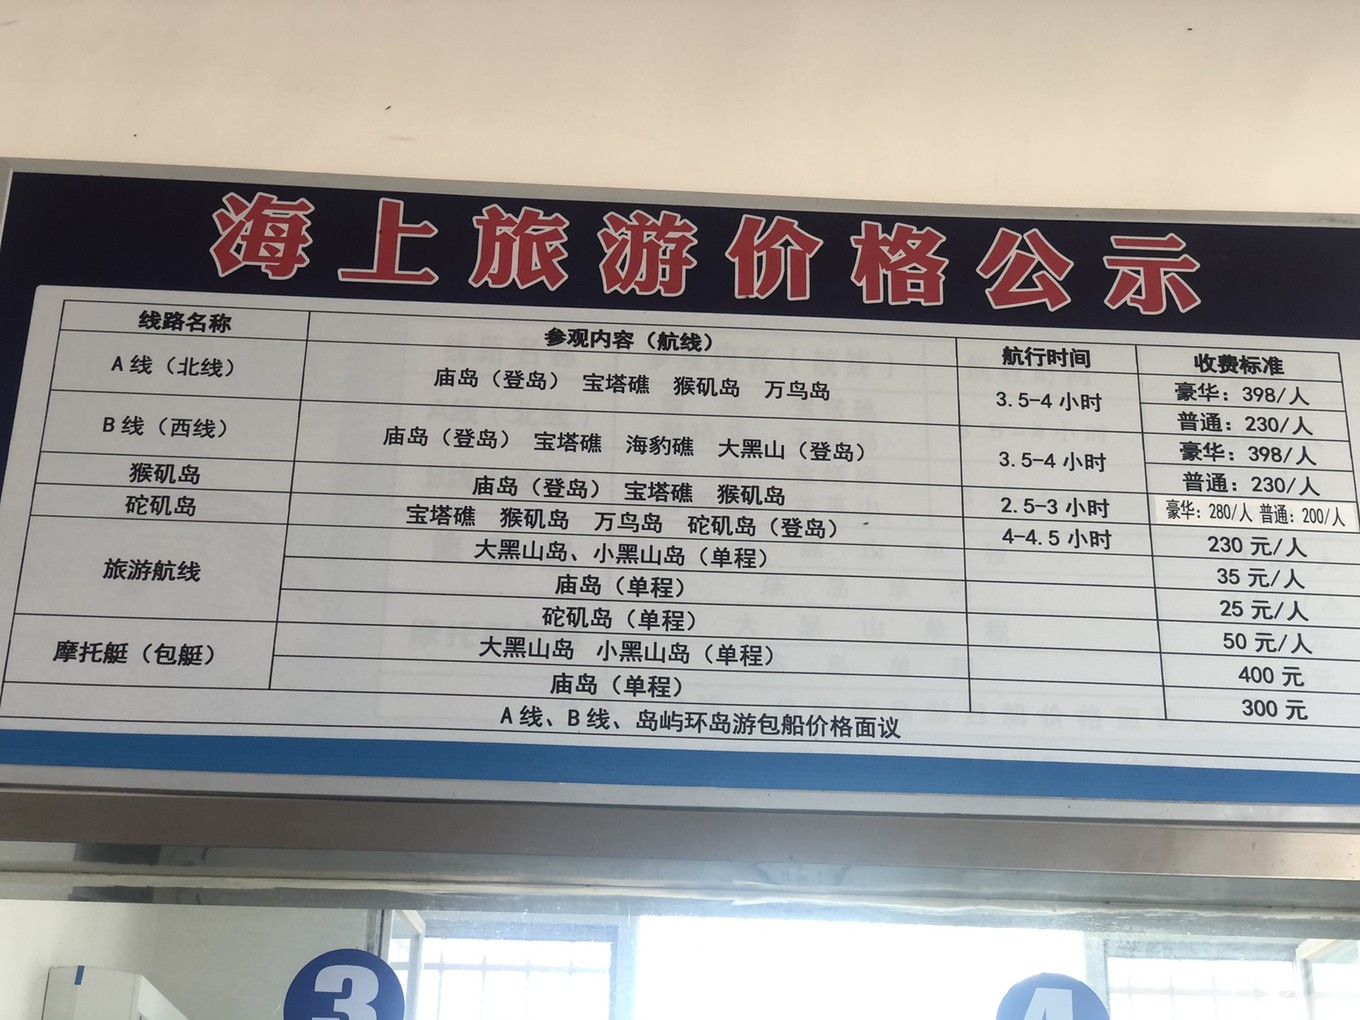 海上旅游价格公示
线路名称 参观内容（航线） 航行时间 收费标准
A线（北线） 庙岛（登岛） 宝塔礁 猴矶岛 万鸟岛 3.5-4小时 豪华：398/人
普通：230/人
B线（西线） 庙岛（登岛） 宝塔礁 海豹礁 大黑山（登岛） 3.5-4小时 豪华：398/人
普通：230/人
猴矶岛 庙岛（登岛） 宝塔礁 猴矶岛 2.5-3小时 豪华：280/人 普通：200/人
砣矶岛 宝塔礁 猴矶岛 万鸟岛 砣矶岛（登岛） 4-4.5小时 230元/人
旅游航线 大黑山岛、小黑山岛（单程） 35元/人
庙岛（单程） 25元/人
砣矶岛（单程） 50元/人
摩托艇（包艇） 大黑山岛 小黑山岛（单程） 400元
庙岛（单程） 300元
A线、B线、岛屿环岛游包船价格面议
3 4